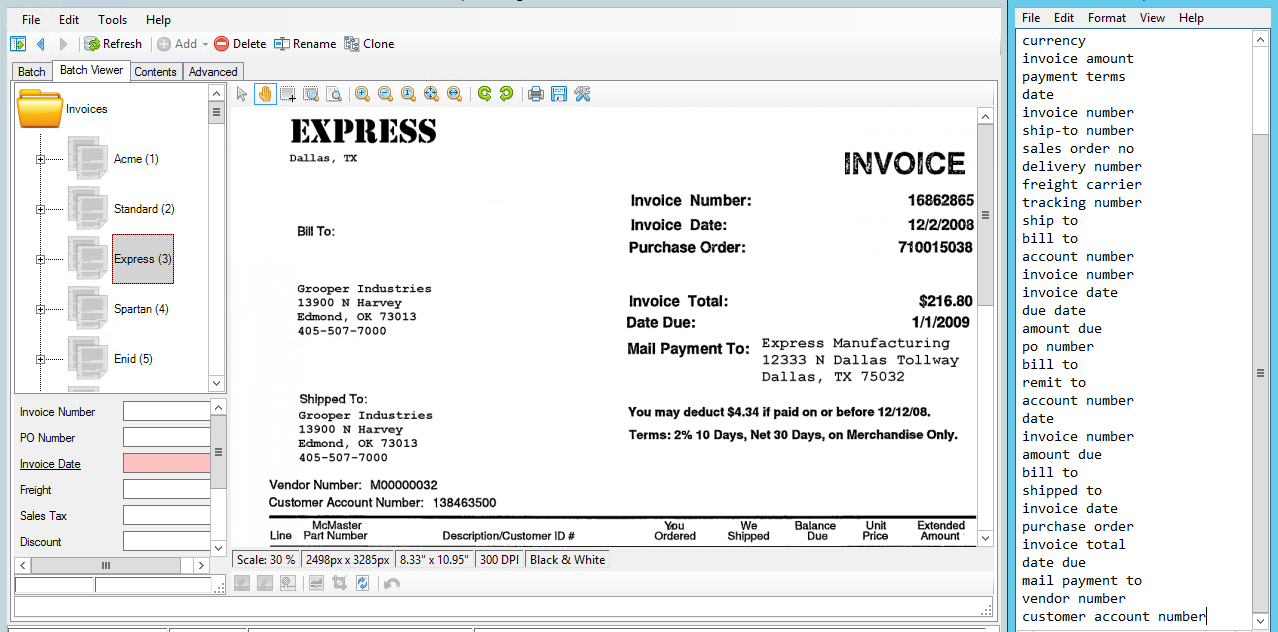 File Edit Tools Help
Refresh Add Delete Rename Clone
Batch Batch Viewer Contents Advanced
Invoices
Acme (1)
Standard (2)
Express (3)
Spartan (4)
Enid (5)
Invoice Number
PO Number
Invoice Date
Freight
Sales Tax
Discount
EXPRESS
Dallas, TX
INVOICE
Invoice Number: 16862865
Invoice Date: 12/2/2008
Purchase Order: 710015038
Bill To:
Grooper Industries
13900 N Harvey
Edmond, OK 73013
405-507-7000
Invoice Total: $216.80
Date Due: 1/1/2009
Mail Payment To: Express Manufacturing
12333 N Dallas Tollway
Dallas, TX 75032
Shipped To:
Grooper Industries
13900 N Harvey
Edmond, OK 73013
405-507-7000
You may deduct $4.34 if paid on or before 12/12/08.
Terms: 2% 10 Days, Net 30 Days, on Merchandise Only.
Vendor Number: M00000032
Customer Account Number: 138463500
McMaster You We Balance Unit Extended
Line Part Number Description/Customer ID # Ordered Shipped Due Price Amount
Scale: 30 % 2498px x 3285px 8.33" x 10.95" 300 DPI Black & White
File Edit Format View Help
currency
invoice amount
payment terms
date
invoice number
ship-to number
sales order no
delivery number
freight carrier
tracking number
ship to
bill to
account number
invoice number
invoice date
due date
amount due
po number
bill to
remit to
account number
date
invoice number
amount due
bill to
shipped to
invoice date
purchase order
invoice total
date due
mail payment to
vendor number
customer account number